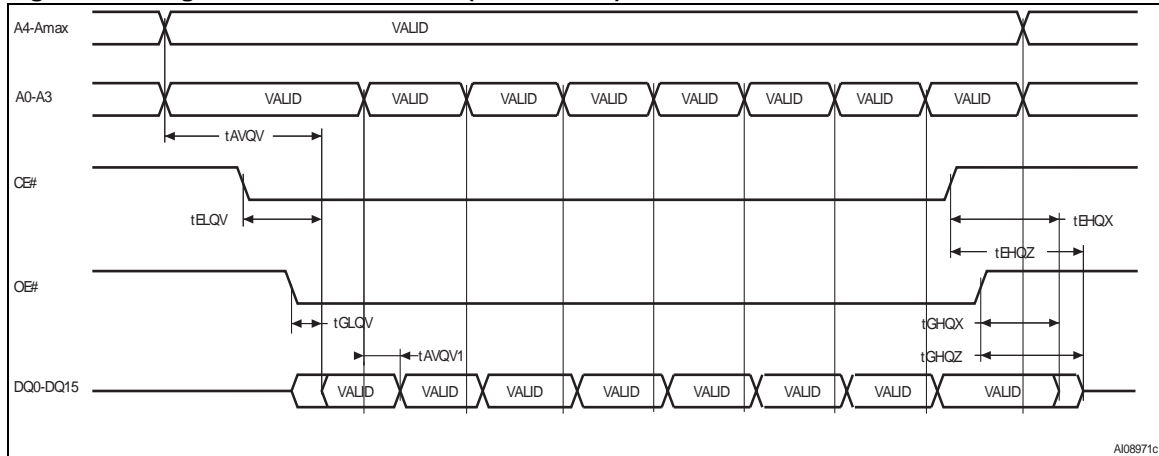 A4-Amax
VALID
A0-A3
VALID VALID VALID VALID VALID VALID VALID VALID
tAVQV
CE#
tELQV
tEHQX
tEHQZ
OE#
tGLQV
tGHQX
tAVQV1
tGHQZ
DQ0-DQ15
VALID VALID VALID VALID VALID VALID VALID VALID
AI08971c